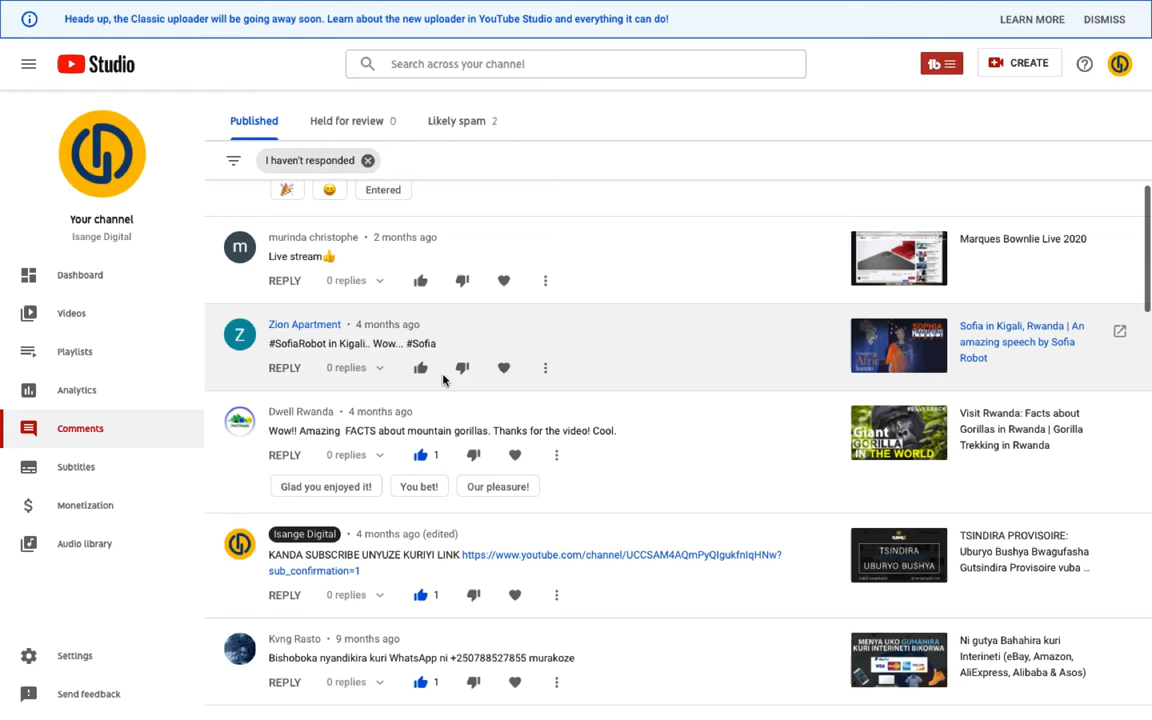 Heads up, the Classic uploader will be going away soon. Learn about the new uploader in YouTube Studio and everything it can do!
LEARN MORE
DISMISS
Studio
Search across your channel
tb
CREATE
Your channel
Isange Digital
Dashboard
Videos
Playlists
Analytics
Comments
Subtitles
Monetization
Audio library
Settings
Send feedback
Published
Held for review 0
Likely spam 2
I haven't responded
Entered
m
murinda christophe • 2 months ago
Live stream👍
REPLY
0 replies
Marques Bownlie Live 2020
Z
Zion Apartment • 4 months ago
#SofiaRobot in Kigali.. Wow... #Sofia
REPLY
0 replies
SOPHIA
Sofia in Kigali, Rwanda | An
amazing speech by Sofia
Robot
Dwell Rwanda • 4 months ago
Wow!! Amazing FACTS about mountain gorillas. Thanks for the video! Cool.
REPLY
0 replies
1
Glad you enjoyed it!
You bet!
Our pleasure!
Giant
GORILLA
IN THE WORLD
Visit Rwanda: Facts about
Gorillas in Rwanda | Gorilla
Trekking in Rwanda
Isange Digital • 4 months ago (edited)
KANDA SUBSCRIBE UNYUZE KURIYI LINK https://www.youtube.com/channel/UCCSAM4AQmPyQIgukfnIqHNw?
sub_confirmation=1
REPLY
0 replies
1
TSINDIRA
UBURYO BUSHYA
TSINDIRA PROVISOIRE:
Uburyo Bushya Bwagufasha
Gutsindira Provisoire vuba ...
Kvng Rasto • 9 months ago
Bishoboka nyandikira kuri WhatsApp ni +250788527855 murakoze
REPLY
0 replies
1
MENYA UKO GUHAHIRA
KURI INTERINETI BIKORWA
Ni gutya Bahahira kuri
Interineti (eBay, Amazon,
AliExpress, Alibaba & Asos)